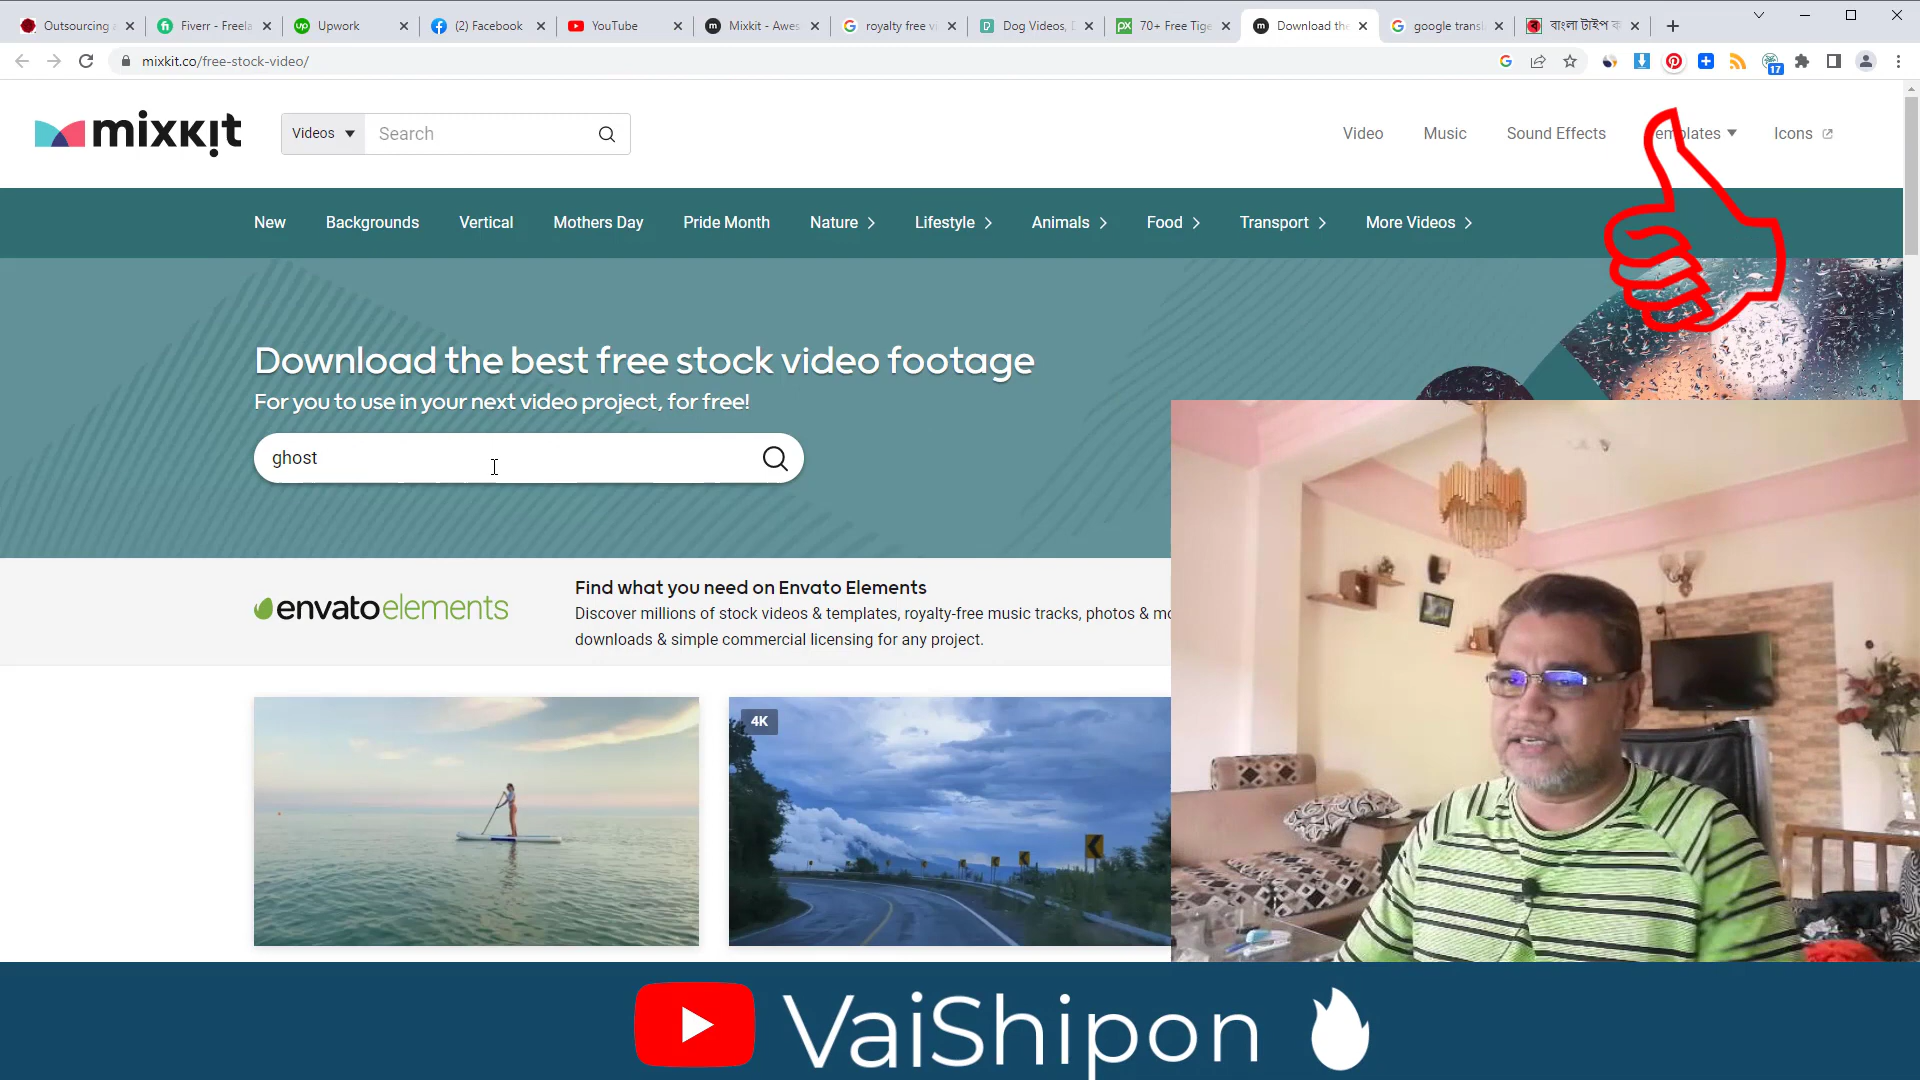 Outsourcing
Fiverr - Freela
Upwork
(2) Facebook
YouTube
Mixkit - Awes
royalty free vi
Dog Videos,
70+ Free Tige
Download the
google transl
বাংলা টাইপ ক
mixkit.co/free-stock-video/
17
mixkit
Videos
Search
Video
Music
Sound Effects
Templates
Icons
New
Backgrounds
Vertical
Mothers Day
Pride Month
Nature
Lifestyle
Animals
Food
Transport
More Videos
Download the best free stock video footage
For you to use in your next video project, for free!
ghost
envatoelements
Find what you need on Envato Elements
Discover millions of stock videos & templates, royalty-free music tracks, photos & mo
downloads & simple commercial licensing for any project.
4K
VaiShipon